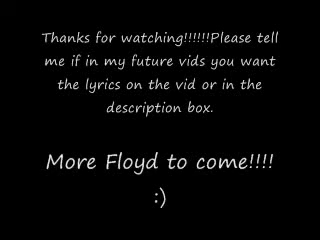 Thanks for watching!!!!!!Please tell
me if in my future vids you want
the lyrics on the vid or in the
description box.
More Floyd to come!!!!
:)